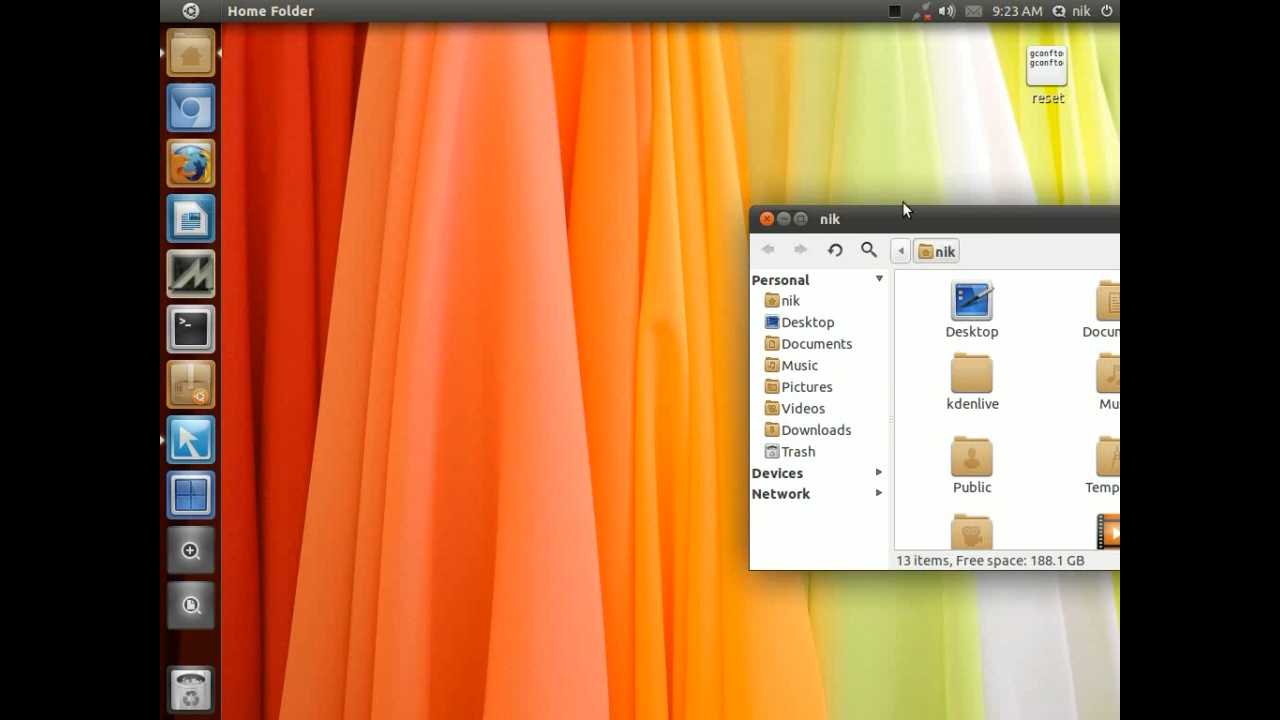 Home Folder
9:23 AM
nik
gconfto
gconfto
reset
nik
nik
Personal
nik
Desktop
Documents
Music
Pictures
Videos
Downloads
Trash
Devices
Network
Desktop
Docum
kdenlive
Mu
Public
Temp
13 items, Free space: 188.1 GB
>_